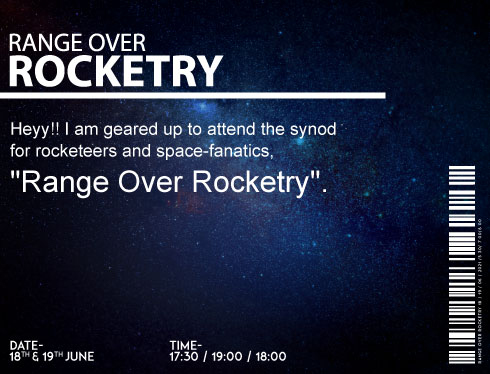 RANGE OVER
ROCKETRY
Heyy!! I am geared up to attend the synod
for rocketeers and space-fanatics,
"Range Over Rocketry".
DATE-
18TH & 19TH JUNE
TIME-
17:30 / 19:00 / 18:00